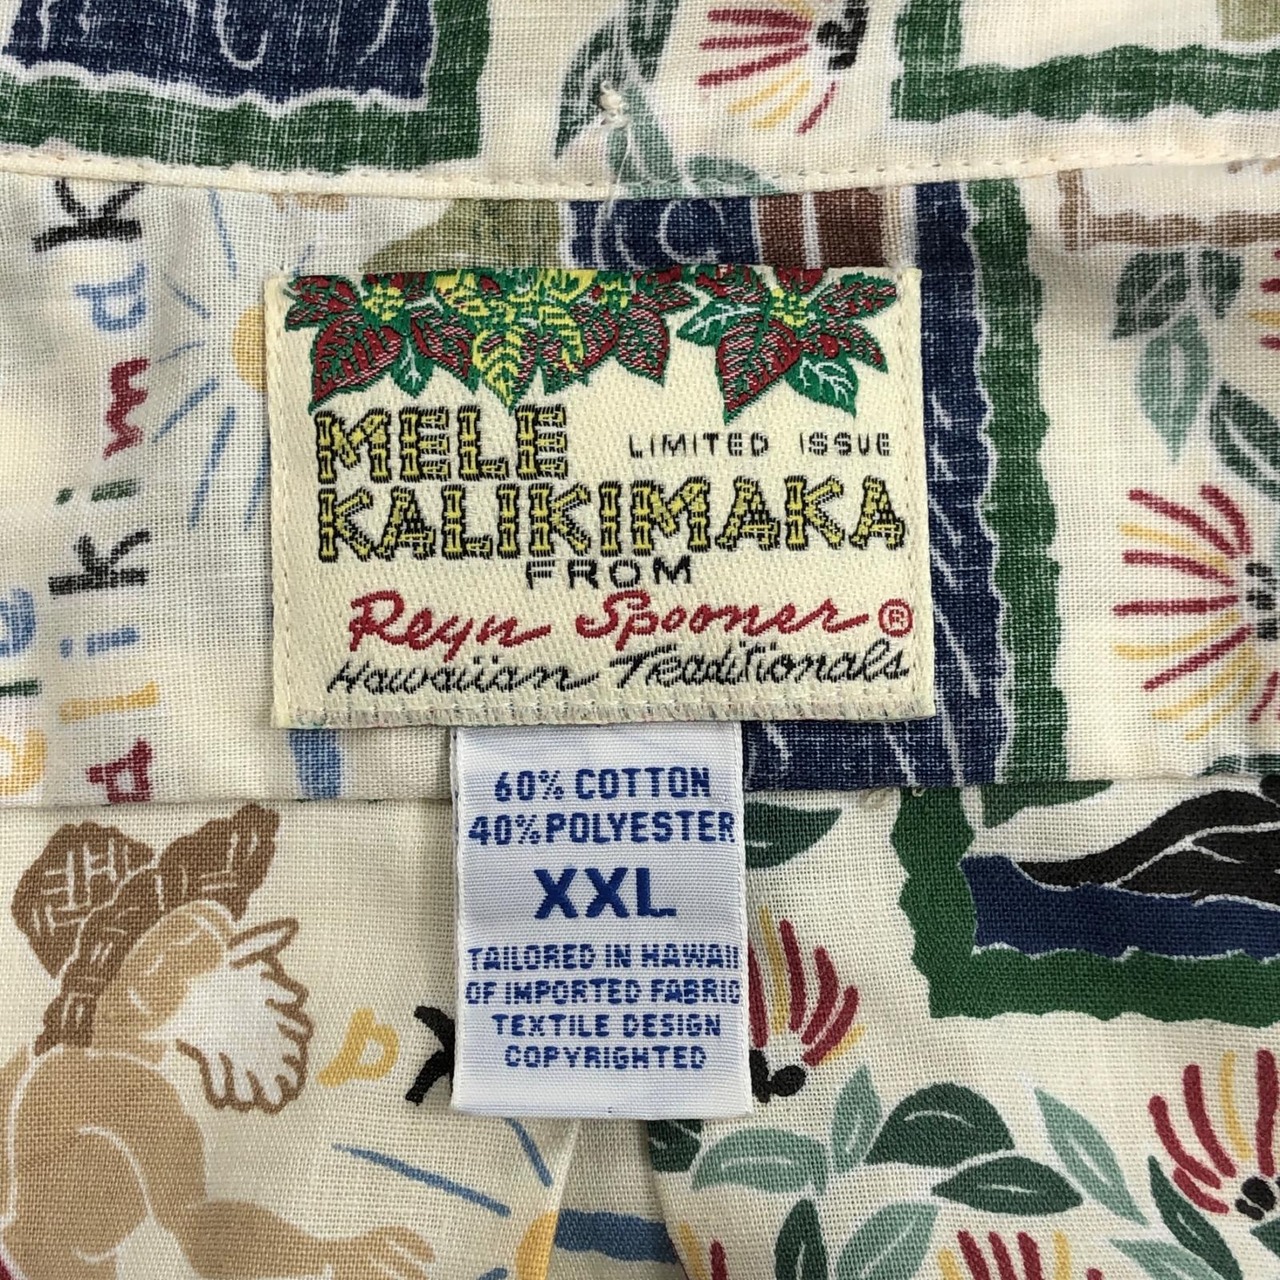 MELE LIMITED ISSUE
KALIKIMAKA
FROM
Reyn Spooner ®
Hawaiian Traditionals
60% COTTON
40% POLYESTER
XXL
TAILORED IN HAWAII
OF IMPORTED FABRIC
TEXTILE DESIGN
COPYRIGHTED
alikimak